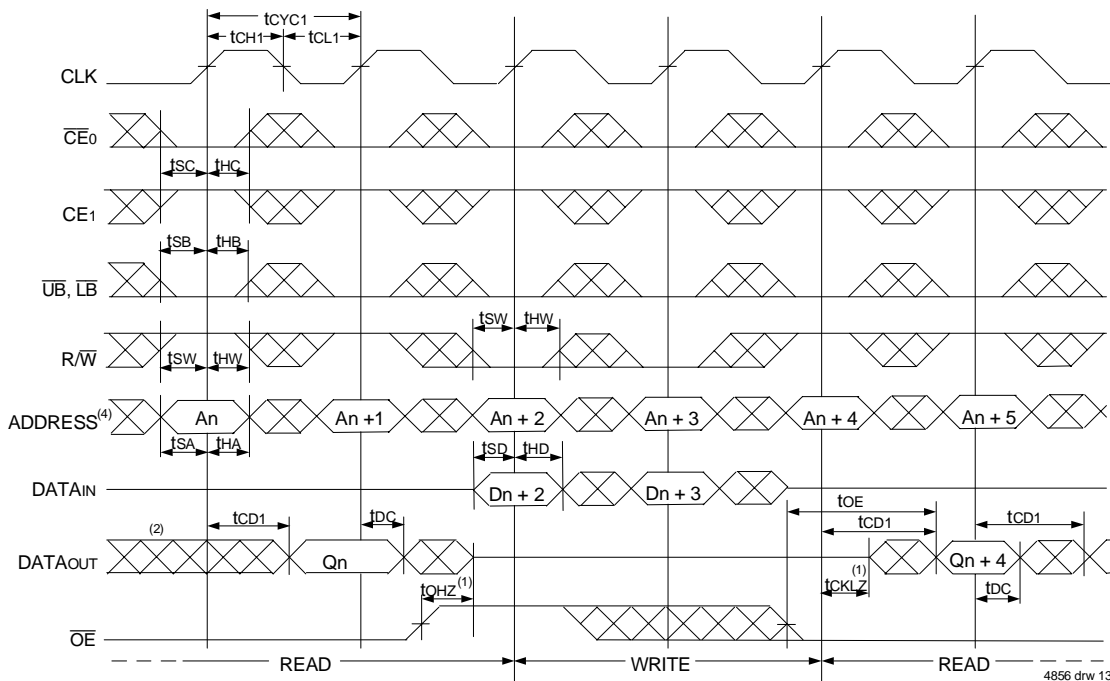 tCYC1
tCH1 tCL1
CLK
CE0
tSC tHC
CE1
tSB tHB
UB, LB
tSW tHW
R/W
tSW tHW
ADDRESS(4) An An + 1 An + 2 An + 3 An + 4 An + 5
tSA tHA
tSD tHD
DATAIN Dn + 2 Dn + 3
tOE
(2) tCD1 tDC tCD1 tCD1
DATAOUT Qn Qn + 4
tOHZ(1) tCKLZ(1) tDC
OE
READ WRITE READ
4856 drw 13